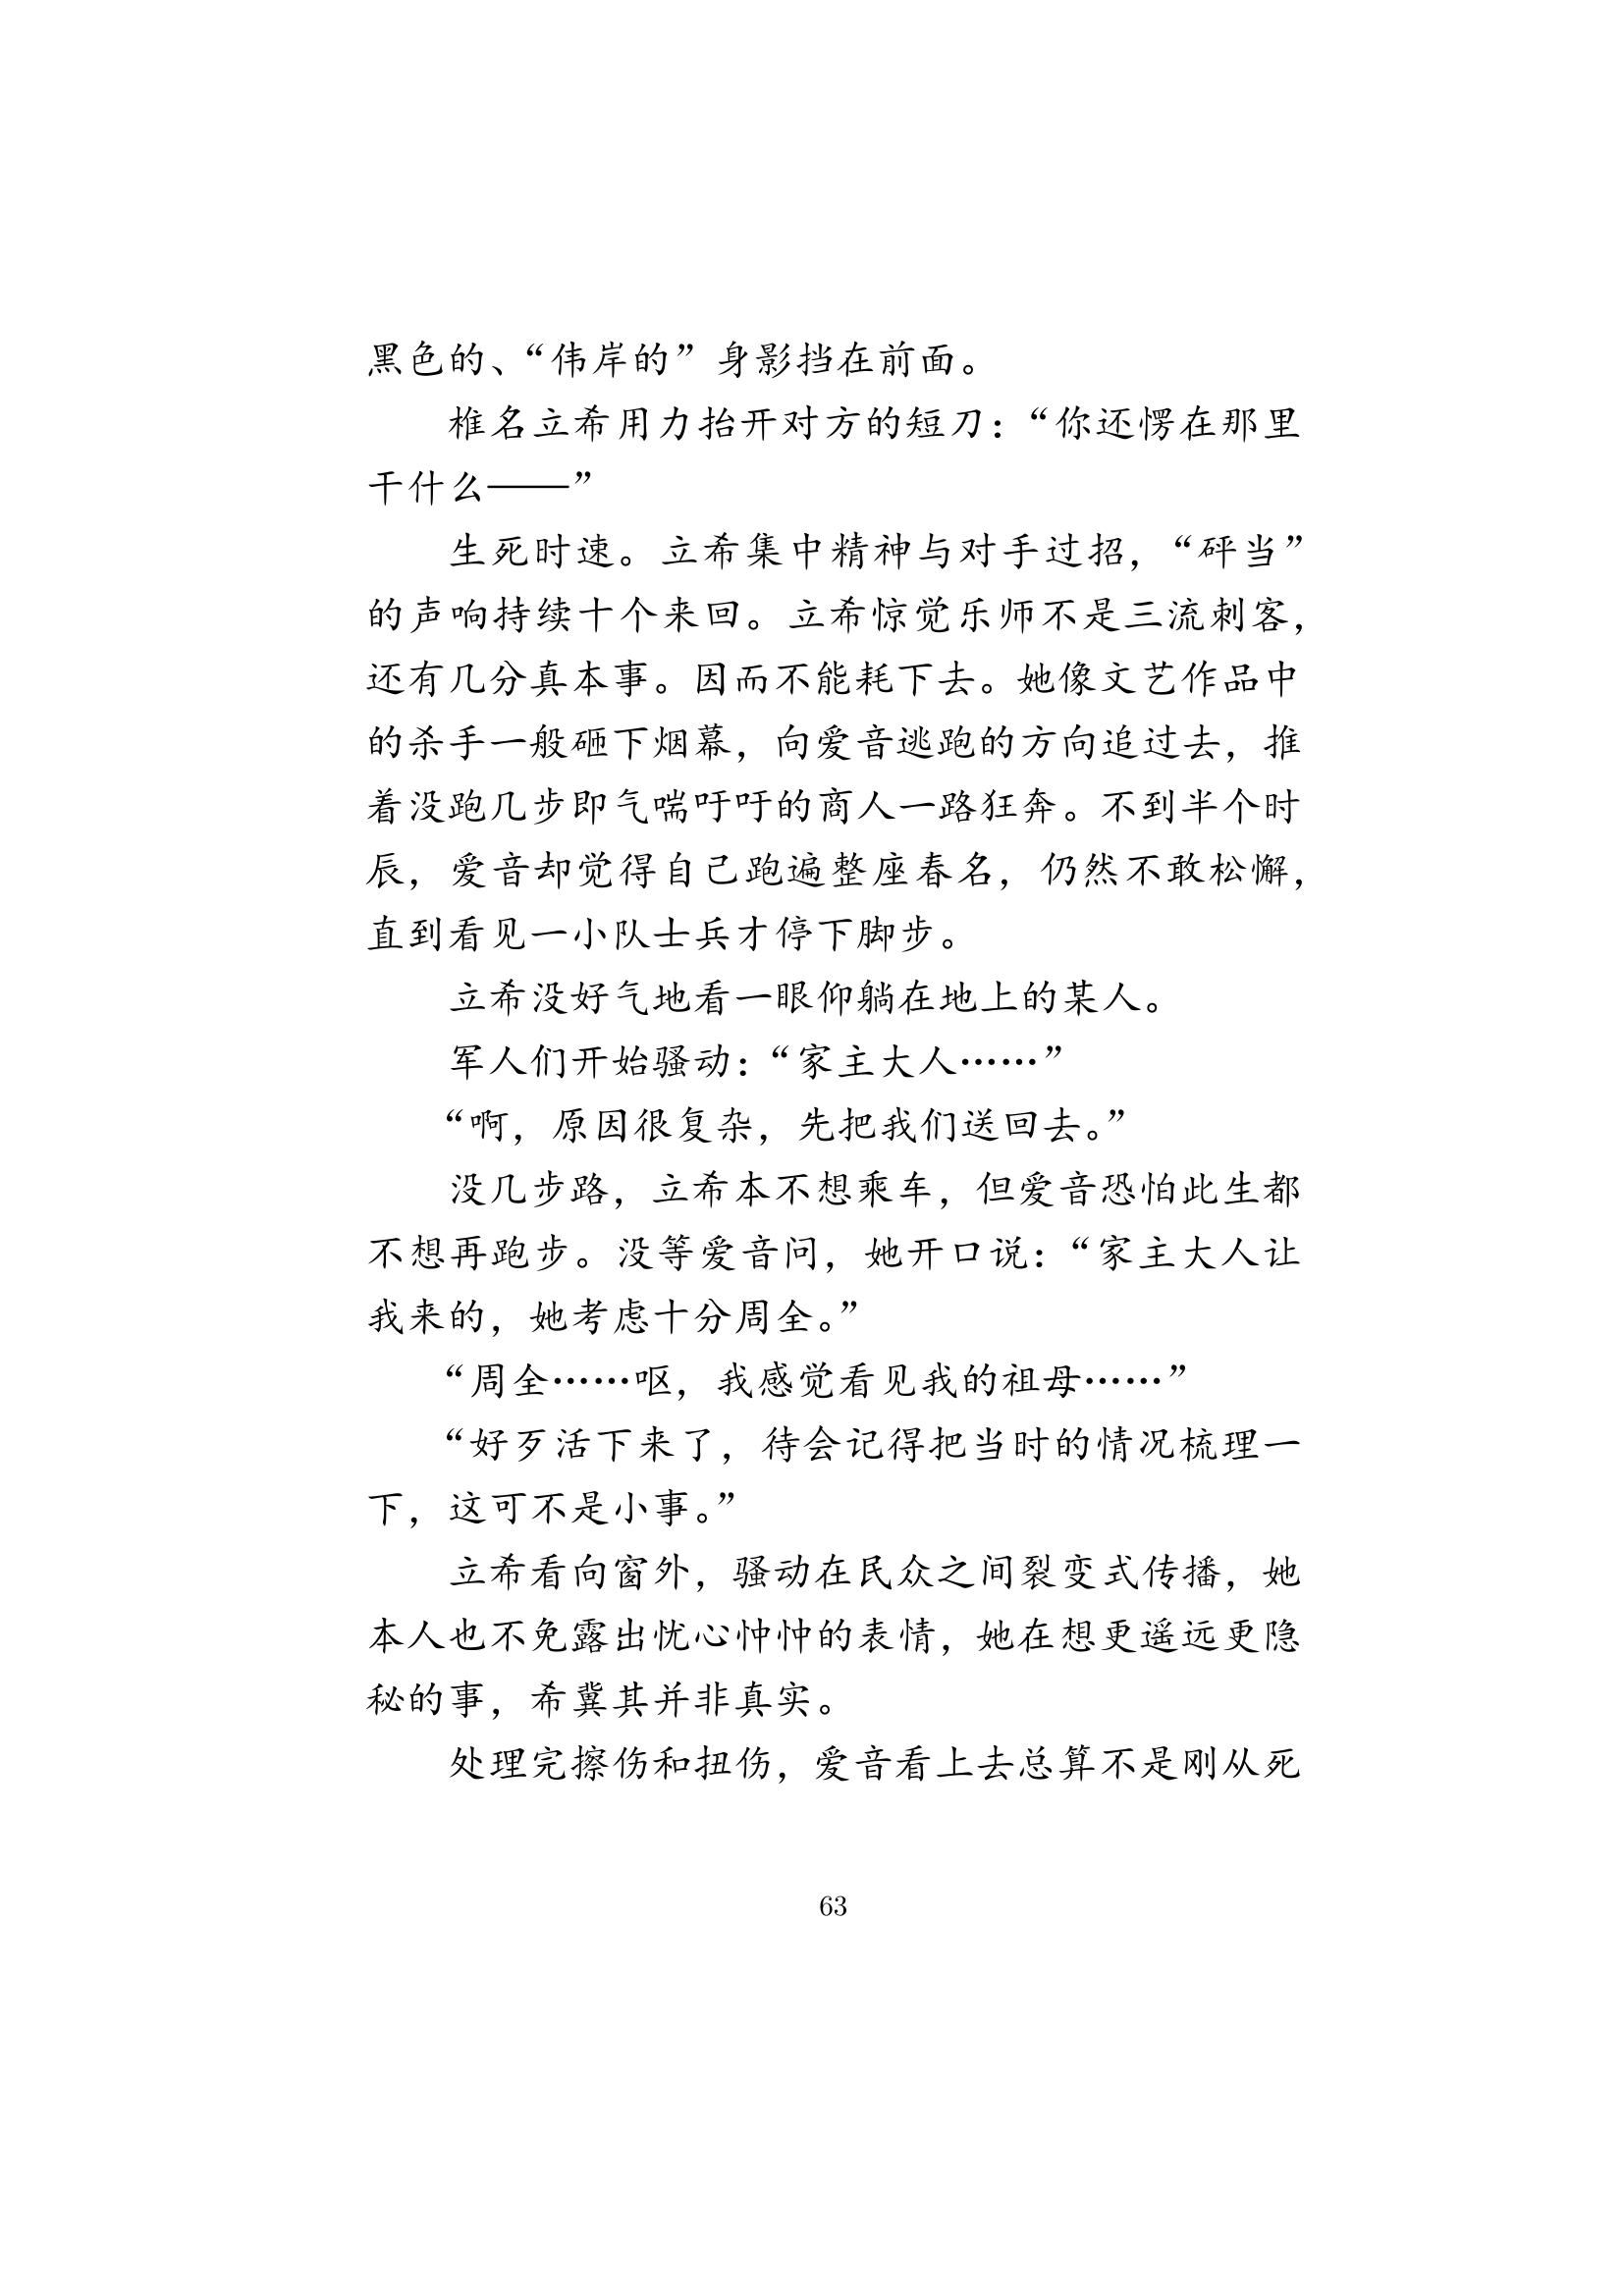 黑色的、“伟岸的”身影挡在前面。
椎名立希用力抬开对方的短刀：“你还愣在那里
干什么——”
生死时速。立希集中精神与对手过招，“砰当”
的声响持续十个来回。立希惊觉乐师不是三流刺客，
还有几分真本事。因而不能耗下去。她像文艺作品中
的杀手一般砸下烟幕，向爱音逃跑的方向追过去，推
着没跑几步即气喘吁吁的商人一路狂奔。不到半个时
辰，爱音却觉得自己跑遍整座春名，仍然不敢松懈，
直到看见一小队士兵才停下脚步。
立希没好气地看一眼仰躺在地上的某人。
军人们开始骚动：“家主大人……”
“啊，原因很复杂，先把我们送回去。”
没几步路，立希本不想乘车，但爱音恐怕此生都
不想再跑步。没等爱音问，她开口说：“家主大人让
我来的，她考虑十分周全。”
“周全……呕，我感觉看见我的祖母……”
“好歹活下来了，待会记得把当时的情况梳理一
下，这可不是小事。”
立希看向窗外，骚动在民众之间裂变式传播，她
本人也不免露出忧心忡忡的表情，她在想更遥远更隐
秘的事，希冀其并非真实。
处理完擦伤和扭伤，爱音看上去总算不是刚从死
63